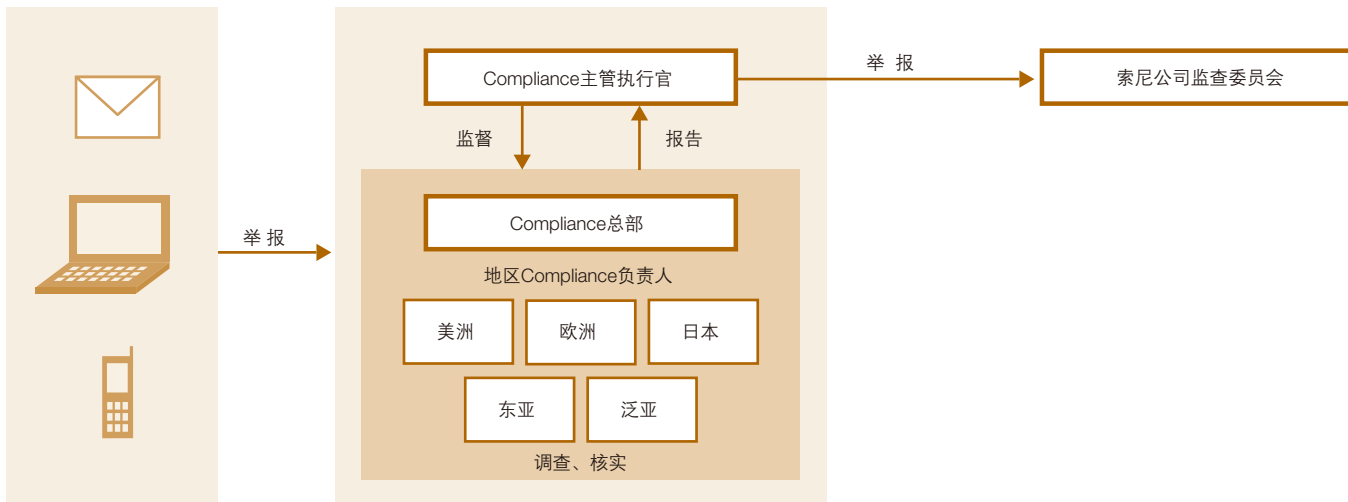 举 报
Compliance主管执行官
监督
报告
Compliance总部
地区Compliance负责人
美洲
欧洲
日本
东亚
泛亚
调查、核实
举 报
索尼公司监查委员会